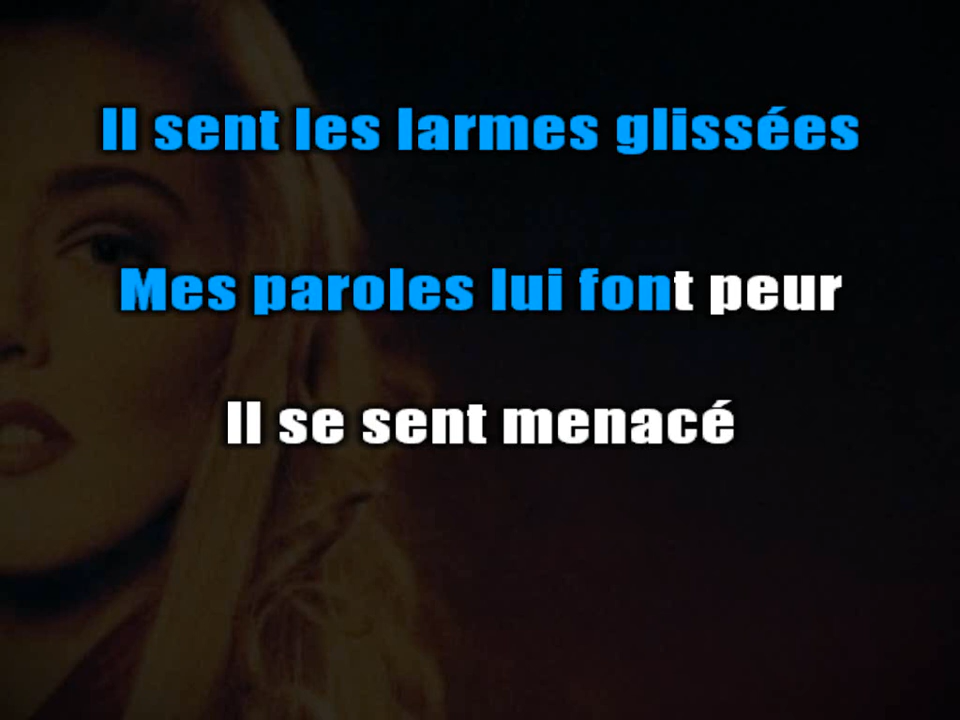 Il sent les larmes glissées
Mes paroles lui font peur
Il se sent menacé